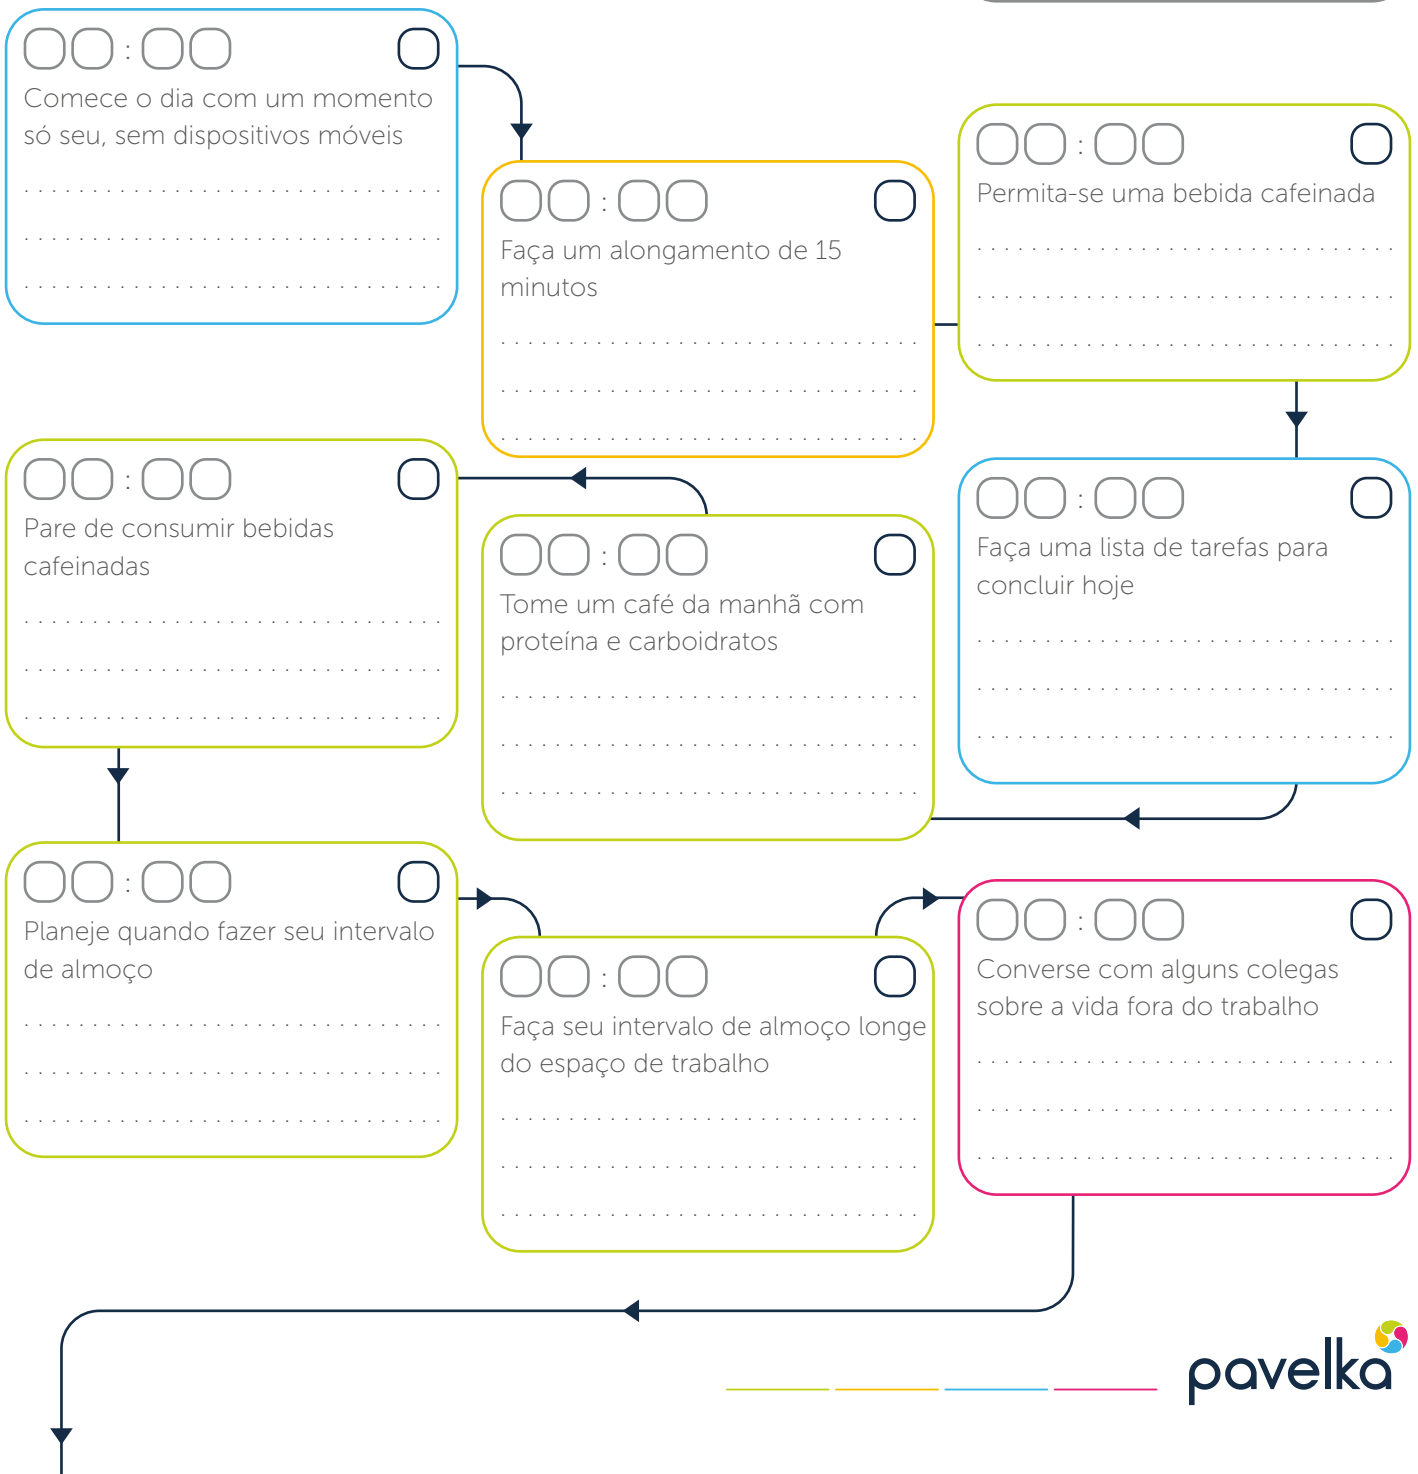 Comece o dia com um momento
só seu, sem dispositivos móveis
Faça um alongamento de 15
minutos
Permita-se uma bebida cafeinada
Faça uma lista de tarefas para
concluir hoje
Tome um café da manhã com
proteína e carboidratos
Pare de consumir bebidas
cafeinadas
Planeje quando fazer seu intervalo
de almoço
Faça seu intervalo de almoço longe
do espaço de trabalho
Converse com alguns colegas
sobre a vida fora do trabalho
pavelka